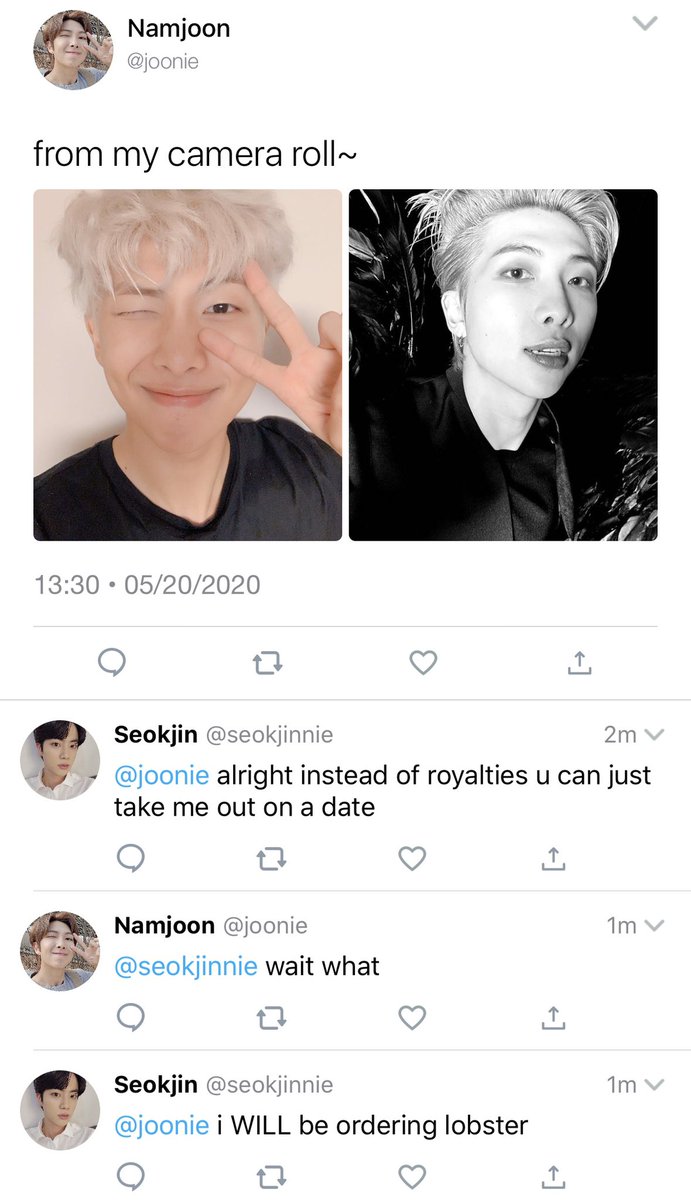 Namjoon
@joonie
from my camera roll~
13:30 • 05/20/2020
Seokjin @seokjinnie 2m
@joonie alright instead of royalties u can just
take me out on a date
Namjoon @joonie 1m
@seokjinnie wait what
Seokjin @seokjinnie 1m
@joonie i WILL be ordering lobster